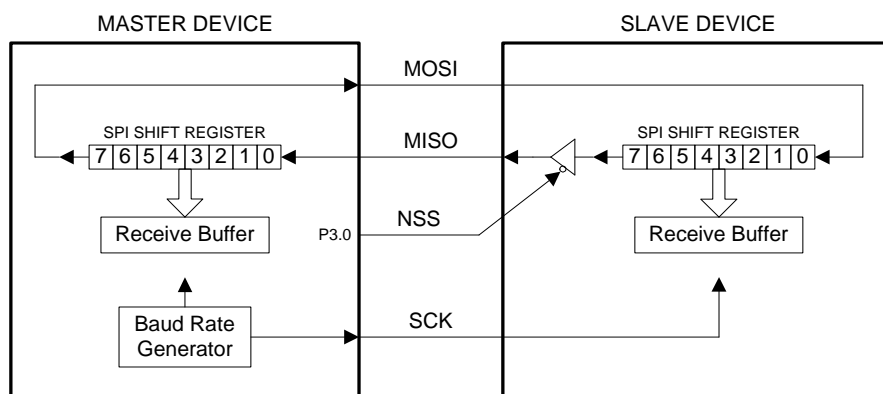 MASTER DEVICE
SLAVE DEVICE
MOSI
SPI SHIFT REGISTER
7 6 5 4 3 2 1 0
MISO
SPI SHIFT REGISTER
7 6 5 4 3 2 1 0
Receive Buffer
P3.0
NSS
Receive Buffer
Baud Rate
Generator
SCK